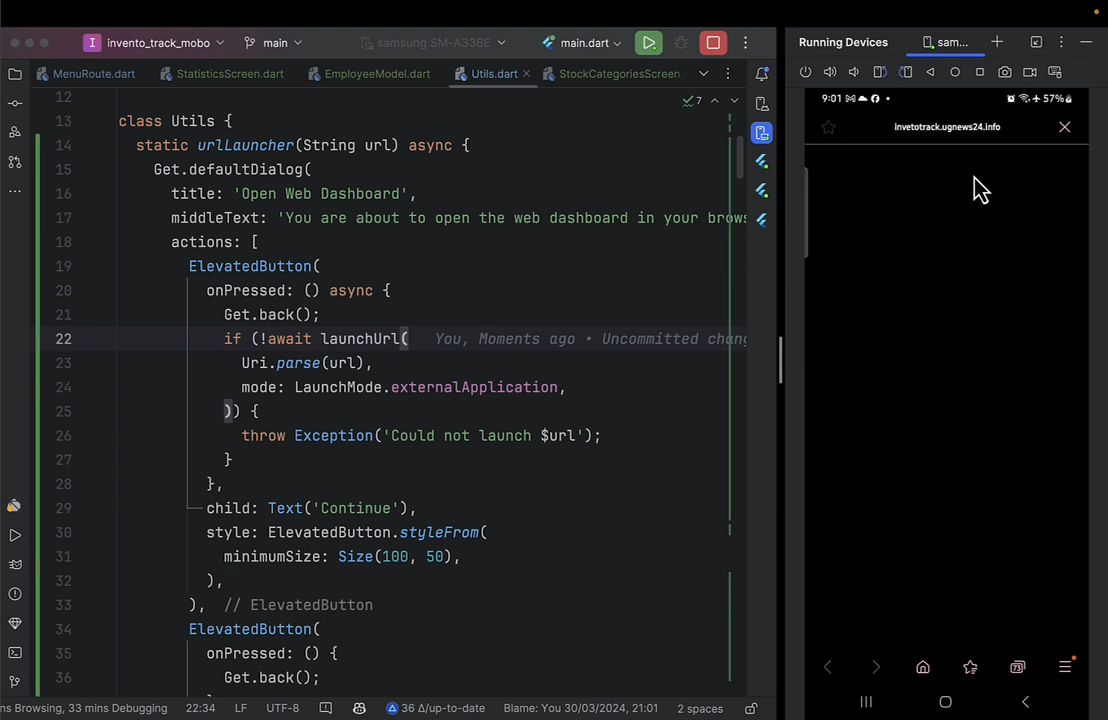 invento_track_mobo
main
samsung SM-A336E
main.dart
Running Devices
sam...
MenuRoute.dart
StatisticsScreen.dart
EmployeeModel.dart
Utils.dart
StockCategoriesScreen
12
13 class Utils {
14 static urlLauncher(String url) async {
15 Get.defaultDialog(
16 title: 'Open Web Dashboard',
17 middleText: 'You are about to open the web dashboard in your brows
18 actions: [
19 ElevatedButton(
20 onPressed: () async {
21 Get.back();
22 if (!await launchUrl( You, Moments ago • Uncommitted chang
23 Uri.parse(url),
24 mode: LaunchMode.externalApplication,
25 )) {
26 throw Exception('Could not launch $url');
27 }
28 },
29 child: Text('Continue'),
30 style: ElevatedButton.styleFrom(
31 minimumSize: Size(100, 50),
32 ),
33 ), // ElevatedButton
34 ElevatedButton(
35 onPressed: () {
36 Get.back();
7
9:01
57%
invetotrack.ugnews24.info
73
ns Browsing, 33 mins Debugging
22:34
LF
UTF-8
36 Δ/up-to-date
Blame: You 30/03/2024, 21:01
2 spaces